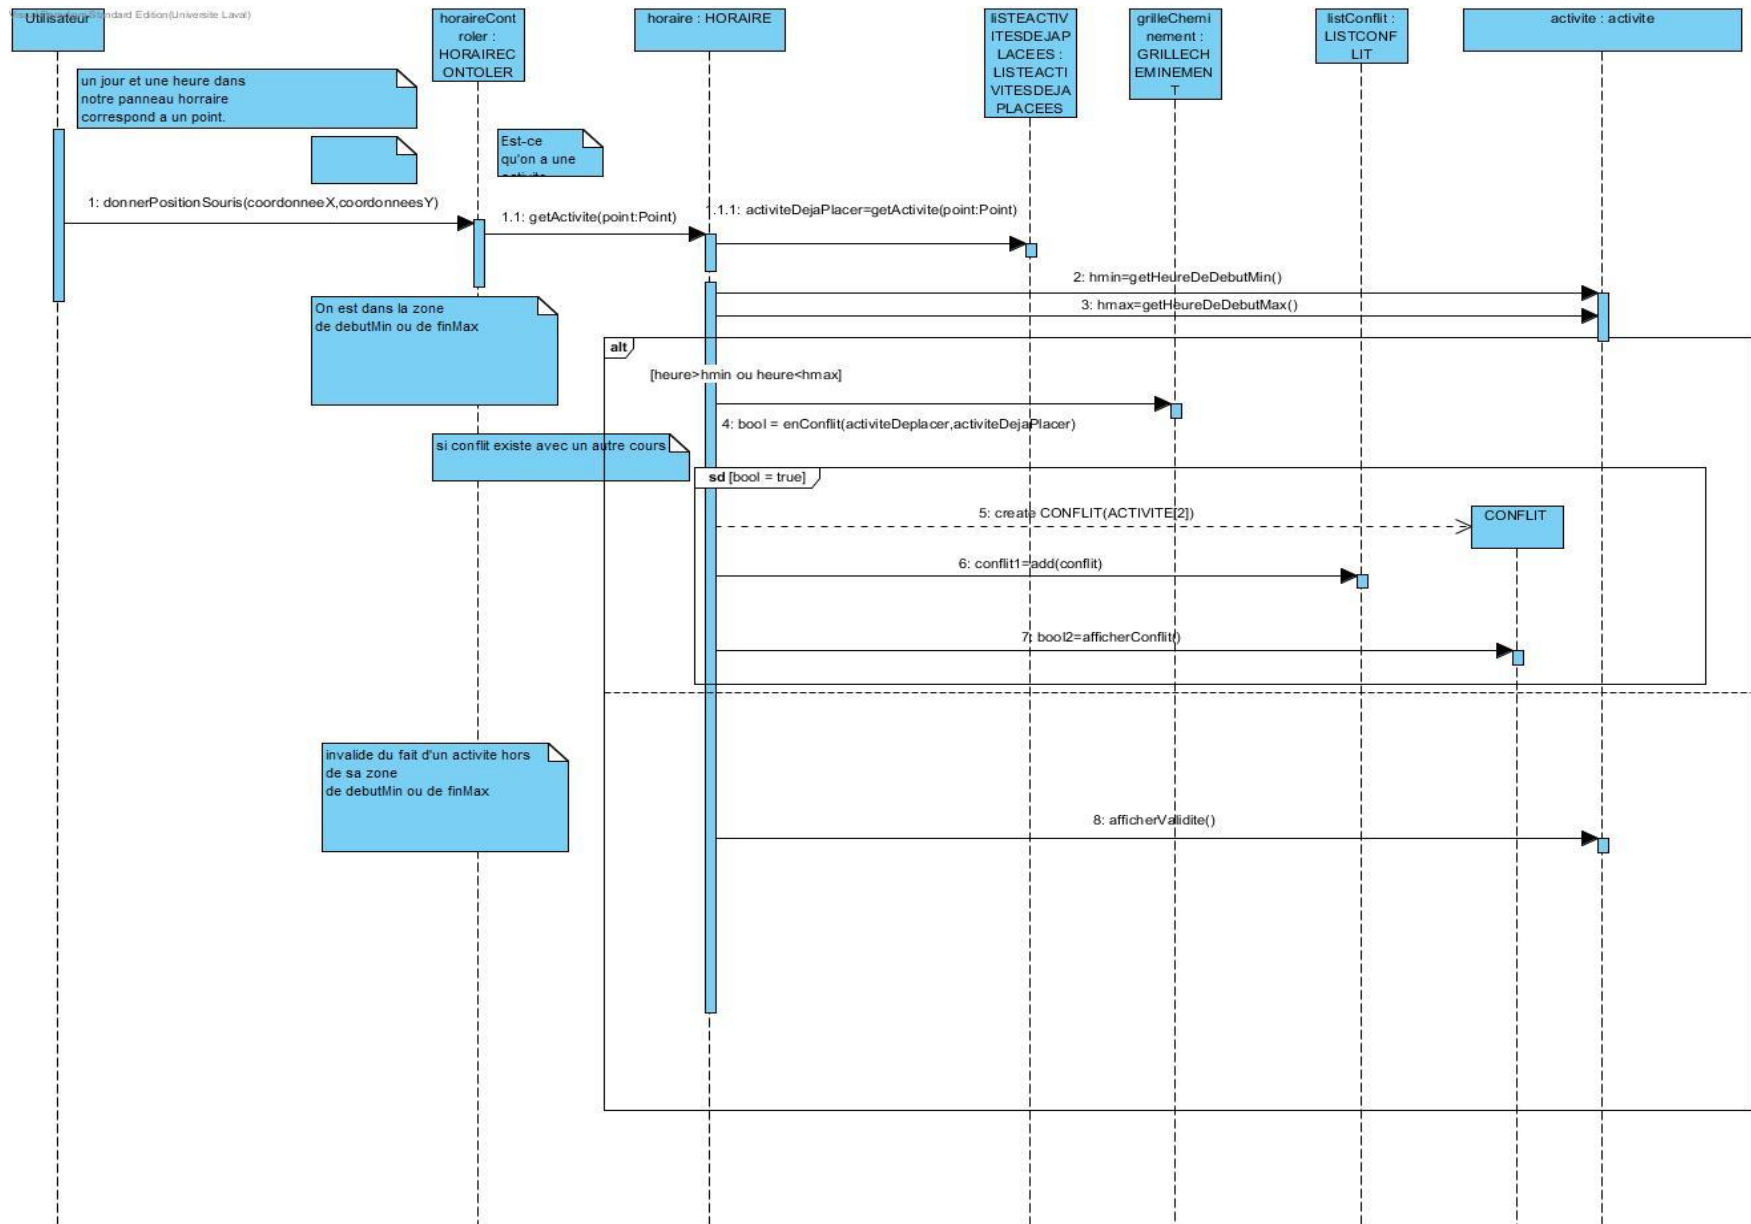 Standard Edition(Universite Laval)
Utilisateur
horaireCont
roler :
HORAIREC
ONTOLER
horaire : HORAIRE
liSTEACTIV
ITESDEJAP
LACEES :
LISTEACTI
VITESDEJA
PLACEES
grilleChemi
nement :
GRILLECH
EMINEMEN
T
listConflit :
LISTCONF
LIT
activite : activite
un jour et une heure dans
notre panneau horraire
correspond a un point.
Est-ce
qu'on a une
activite
1: donnerPositionSouris(coordonneeX,coordonneesY)
1.1: getActivite(point:Point)
1.1.1: activiteDejaPlacer=getActivite(point:Point)
2: hmin=getHeureDeDebutMin()
3: hmax=getHeureDeDebutMax()
On est dans la zone
de debutMin ou de finMax
alt
[heure>hmin ou heure<hmax]
4: bool = enConflit(activiteDeplacer,activiteDejaPlacer)
si conflit existe avec un autre cours
sd [bool = true]
5: create CONFLIT(ACTIVITE[2])
CONFLIT
6: conflit1=add(conflit)
7: bool2=afficherConflit()
invalide du fait d'un activite hors
de sa zone
de debutMin ou de finMax
8: afficherValidite()